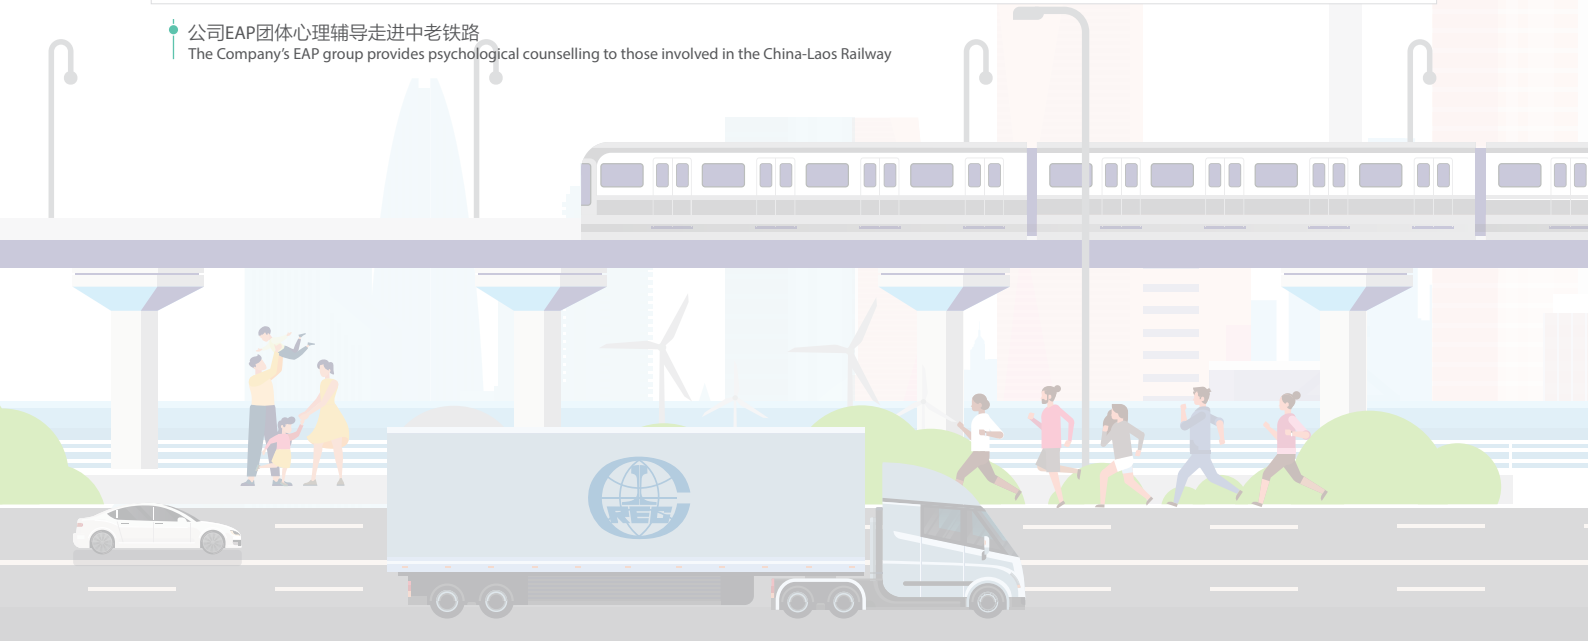 公司EAP团体心理辅导走进中老铁路
The Company’s EAP group provides psychological counselling to those involved in the China-Laos Railway
REC